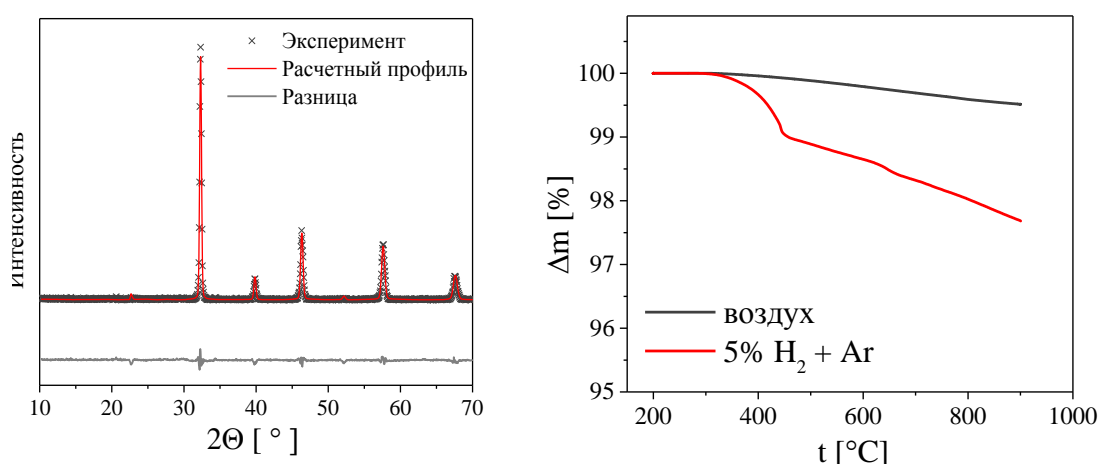 Эксперимент
Расчетный профиль
Разница
Интенсивность
10 20 30 40 50 60 70
2Θ [ ° ]
100
99
98
97
96
95
Δm [%]
воздух
5% H₂ + Ar
200 400 600 800 1000
t [°C]